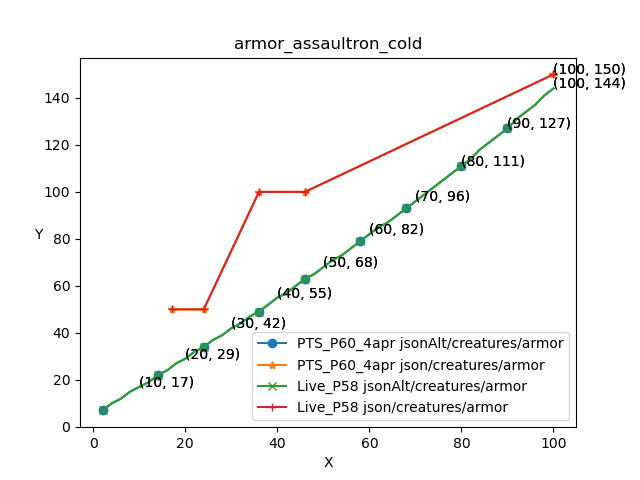 armor_assaultron_cold
(100, 150)
(100, 144)
140
(90, 127)
120
(80, 111)
100
(70, 96)
Y
80
(60, 82)
(50, 68)
60
(40, 55)
40
(30, 42)
(20, 29)
20
(10, 17)
0
PTS_P60_4apr jsonAlt/creatures/armor
PTS_P60_4apr json/creatures/armor
Live_P58 jsonAlt/creatures/armor
Live_P58 json/creatures/armor
0 20 40 60 80 100
X